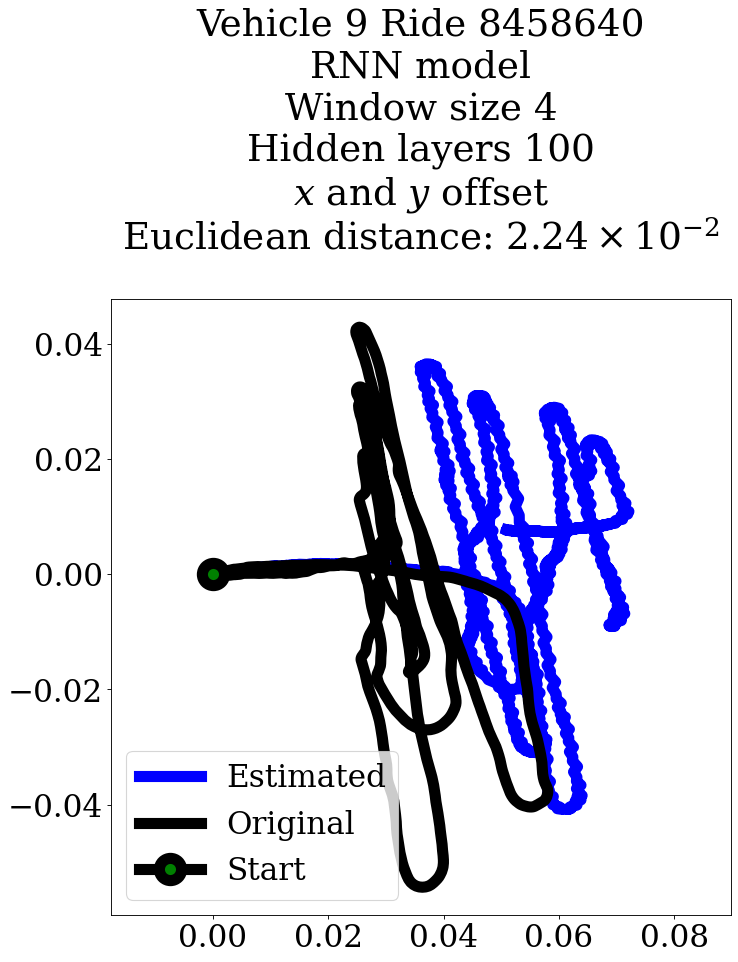 Vehicle 9 Ride 8458640
RNN model
Window size 4
Hidden layers 100
x and y offset
Euclidean distance: 2.24 × 10⁻²
0.04
0.02
0.00
−0.02
−0.04
Estimated
Original
Start
0.00 0.02 0.04 0.06 0.08